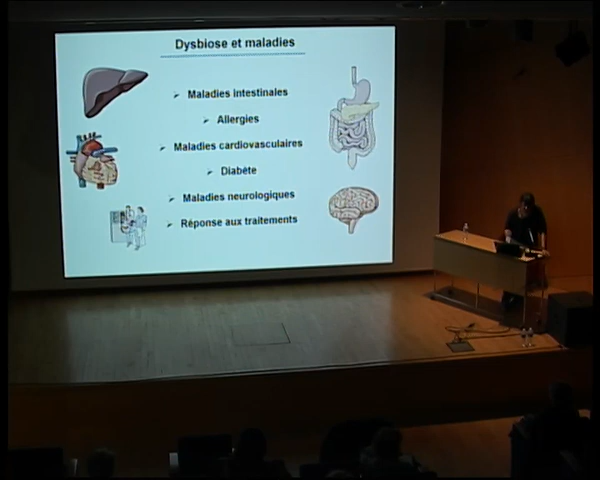 Dysbiose et maladies
➢ Maladies intestinales
➢ Allergies
➢ Maladies cardiovasculaires
➢ Diabète
➢ Maladies neurologiques
➢ Réponse aux traitements